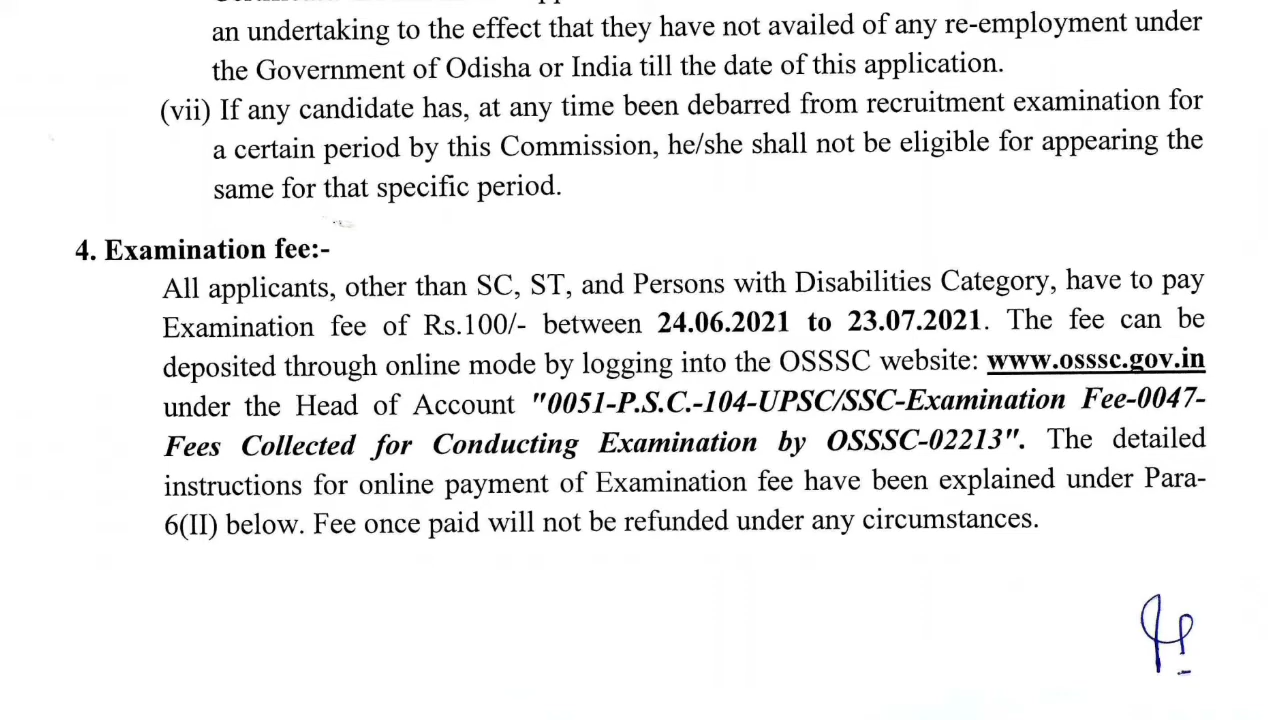 an undertaking to the effect that they have not availed of any re-employment under
the Government of Odisha or India till the date of this application.
(vii) If any candidate has, at any time been debarred from recruitment examination for
a certain period by this Commission, he/she shall not be eligible for appearing the
same for that specific period.
4. Examination fee:-
All applicants, other than SC, ST, and Persons with Disabilities Category, have to pay
Examination fee of Rs.100/- between 24.06.2021 to 23.07.2021. The fee can be
deposited through online mode by logging into the OSSSC website: www.osssc.gov.in
under the Head of Account "0051-P.S.C.-104-UPSC/SSC-Examination Fee-0047-
Fees Collected for Conducting Examination by OSSSC-02213". The detailed
instructions for online payment of Examination fee have been explained under Para-
6(II) below. Fee once paid will not be refunded under any circumstances.